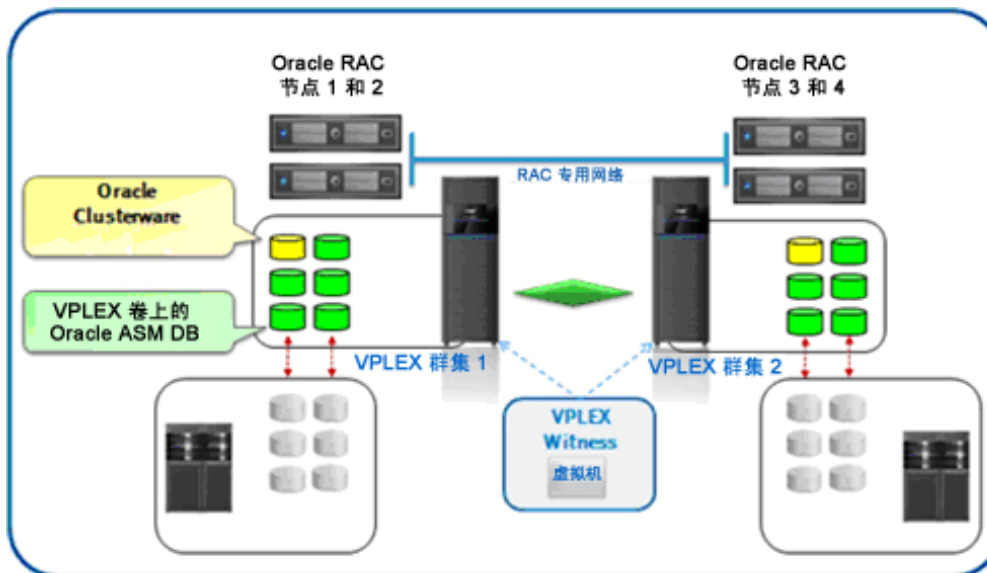 Oracle RAC
节点 1 和 2
Oracle RAC
节点 3 和 4
RAC 专用网络
Oracle
Clusterware
VPLEX 卷上的
Oracle ASM DB
VPLEX 群集 1
VPLEX 群集 2
VPLEX
Witness
虚拟机